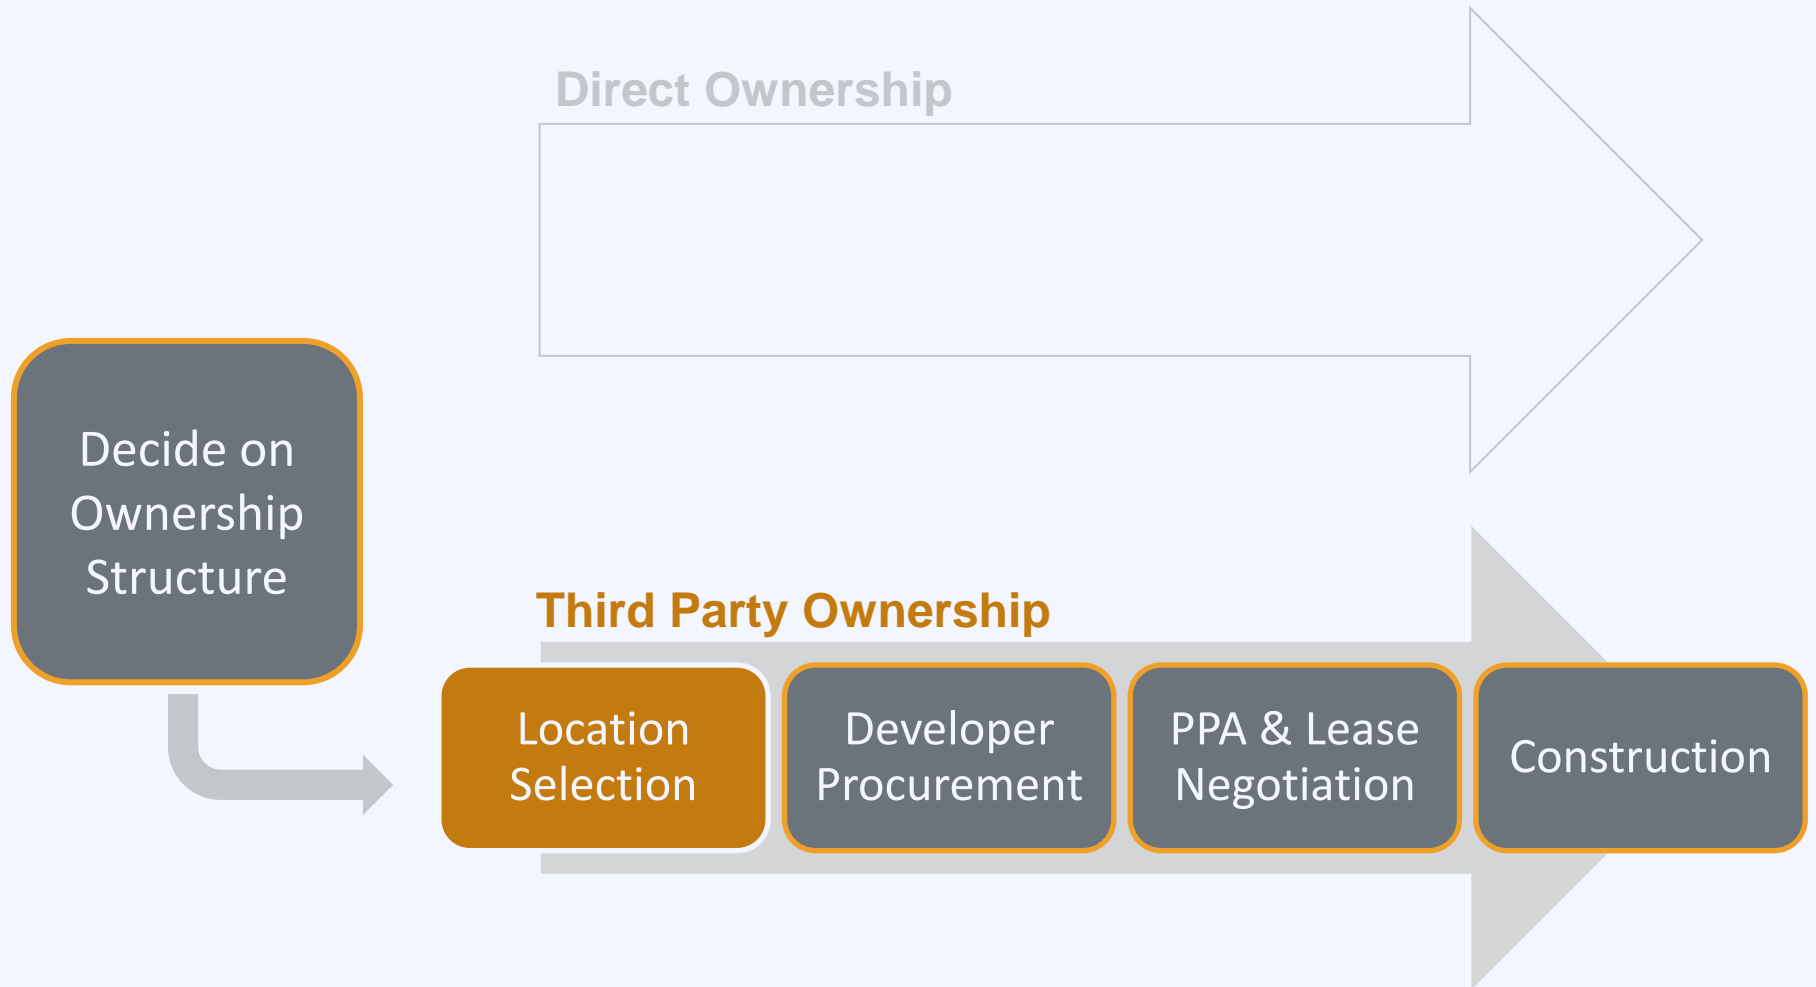 Direct Ownership
Decide on
Ownership
Structure
Third Party Ownership
Location
Selection
Developer
Procurement
PPA & Lease
Negotiation
Construction